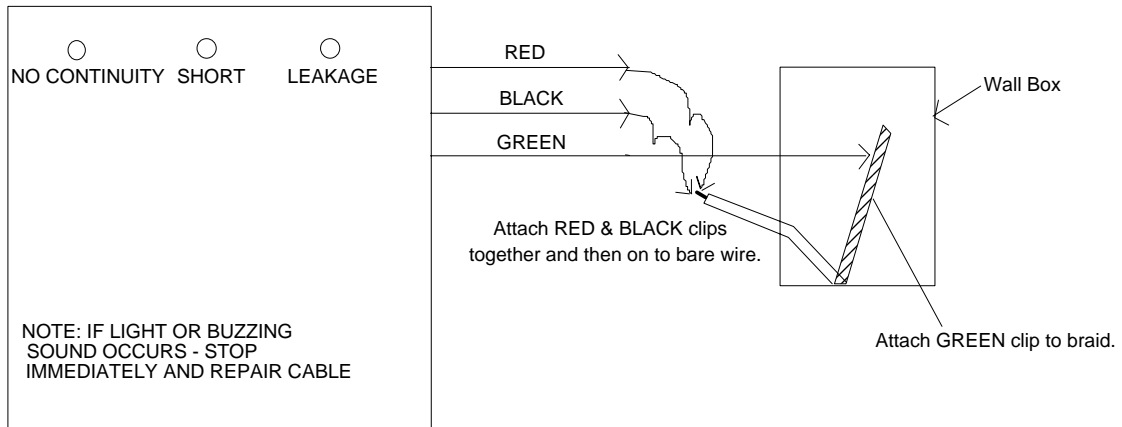 NO CONTINUITY SHORT LEAKAGE
RED
BLACK
GREEN
Wall Box
Attach RED & BLACK clips
together and then on to bare wire.
Attach GREEN clip to braid.
NOTE: IF LIGHT OR BUZZING
SOUND OCCURS - STOP
IMMEDIATELY AND REPAIR CABLE